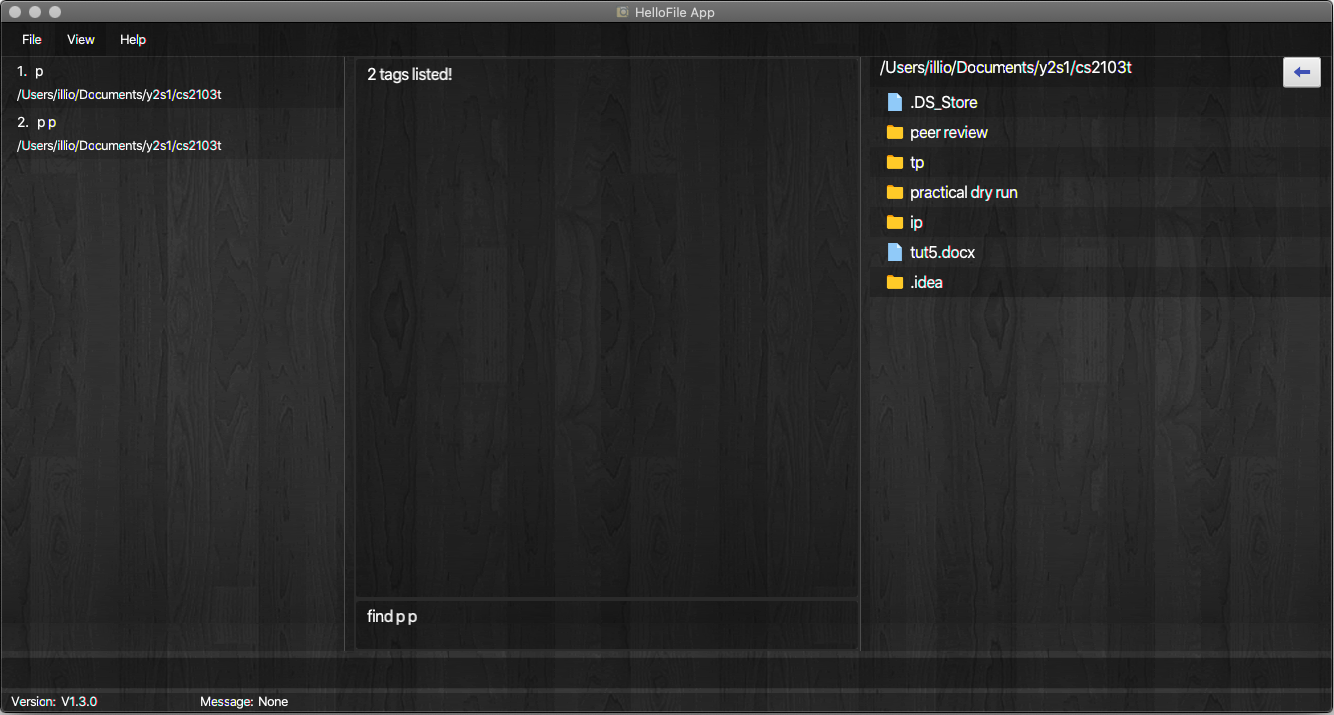 HelloFile App
File View Help
1. p
/Users/illio/Documents/y2s1/cs2103t
2. p p
/Users/illio/Documents/y2s1/cs2103t
2 tags listed!
find p p
/Users/illio/Documents/y2s1/cs2103t
.DS_Store
peer review
tp
practical dry run
ip
tut5.docx
.idea
Version: V1.3.0 Message: None